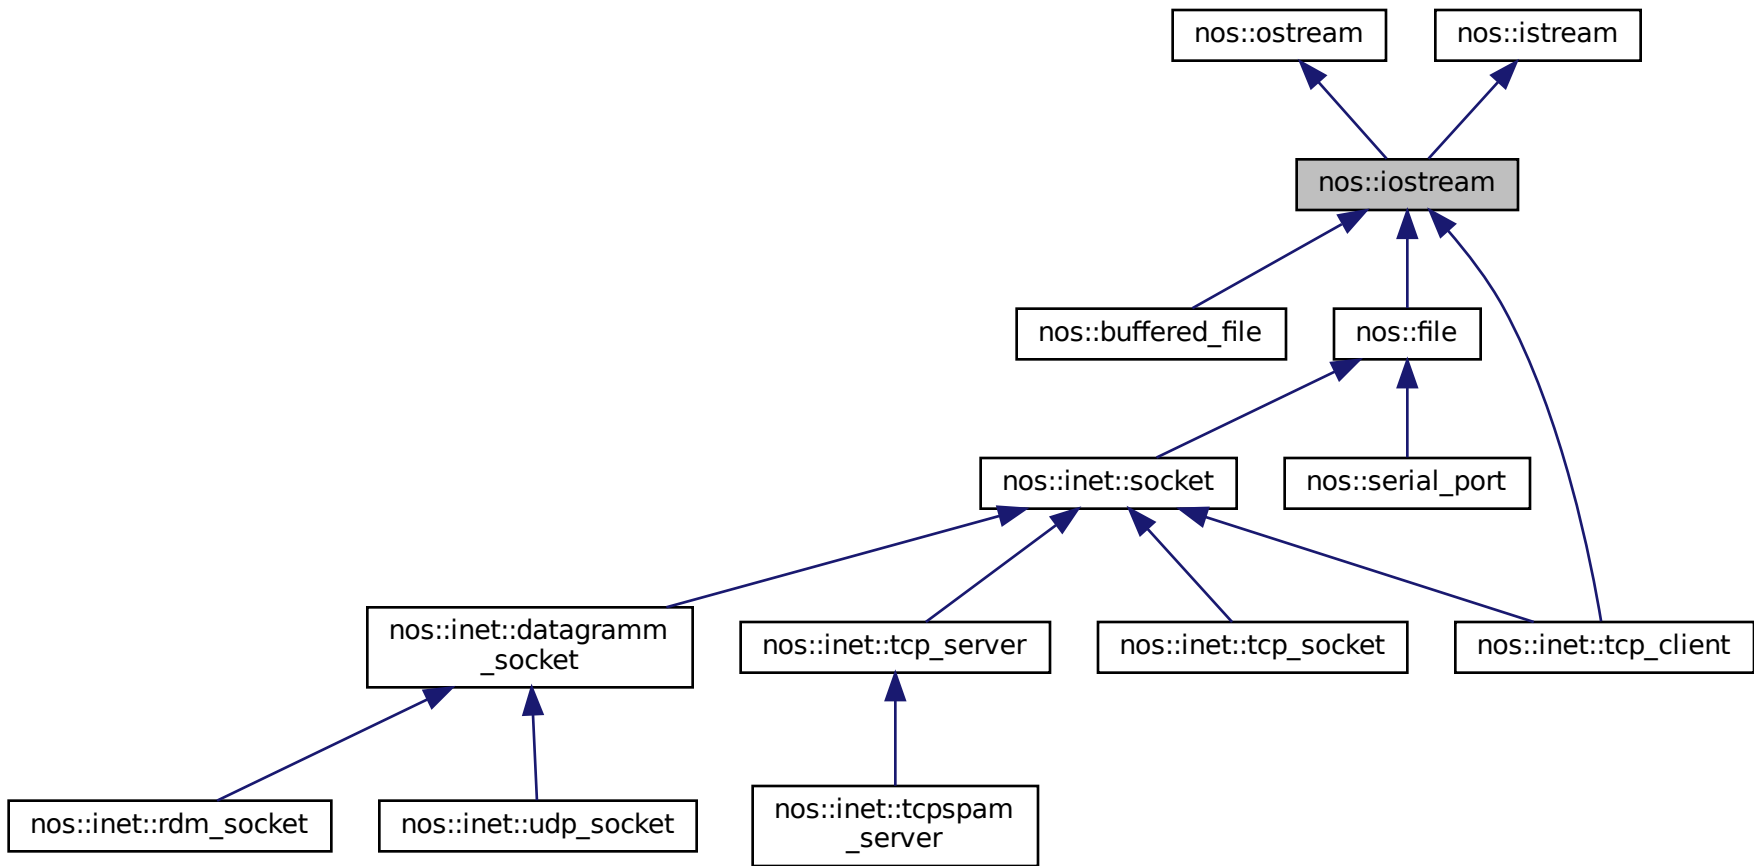 nos::ostream
nos::istream
nos::iostream
nos::buffered_file
nos::file
nos::inet::socket
nos::serial_port
nos::inet::datagramm
_socket
nos::inet::tcp_server
nos::inet::tcp_socket
nos::inet::tcp_client
nos::inet::rdm_socket
nos::inet::udp_socket
nos::inet::tcpspam
_server